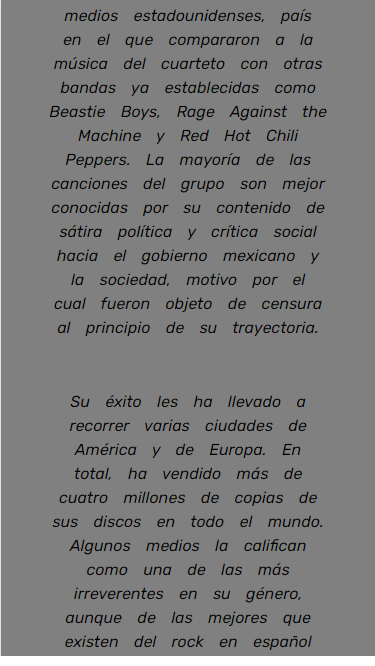 medios estadounidenses, país
en el que compararon a la
música del cuarteto con otras
bandas ya establecidas como
Beastie Boys, Rage Against the
Machine y Red Hot Chili
Peppers. La mayoría de las
canciones del grupo son mejor
conocidas por su contenido de
sátira política y crítica social
hacia el gobierno mexicano y
la sociedad, motivo por el
cual fueron objeto de censura
al principio de su trayectoria.
Su éxito les ha llevado a
recorrer varias ciudades de
América y de Europa. En
total, ha vendido más de
cuatro millones de copias de
sus discos en todo el mundo.
Algunos medios la califican
como una de las más
irreverentes en su género,
aunque de las mejores que
existen del rock en español